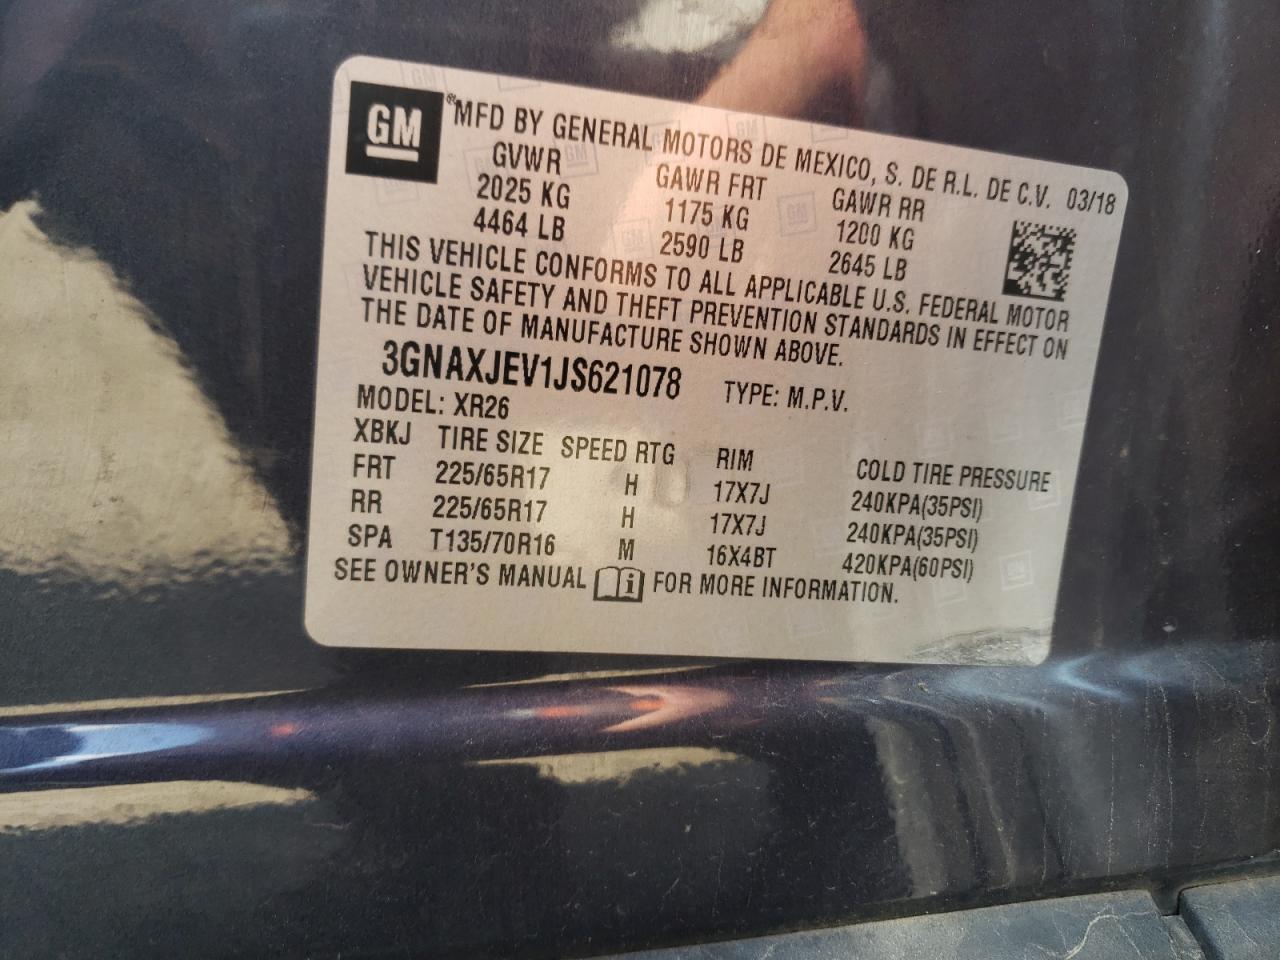 GM® MFD BY GENERAL MOTORS DE MEXICO, S. DE R.L. DE C.V. 03/18
GVWR GAWR FRT GAWR RR
2025 KG 1175 KG 1200 KG
4464 LB 2590 LB 2645 LB
THIS VEHICLE CONFORMS TO ALL APPLICABLE U.S. FEDERAL MOTOR
VEHICLE SAFETY AND THEFT PREVENTION STANDARDS IN EFFECT ON
THE DATE OF MANUFACTURE SHOWN ABOVE.
3GNAXJEV1JS621078 TYPE: M.P.V.
MODEL: XR26
XBKJ TIRE SIZE SPEED RTG RIM COLD TIRE PRESSURE
FRT 225/65R17 H 17X7J 240KPA(35PSI)
RR 225/65R17 H 17X7J 240KPA(35PSI)
SPA T135/70R16 M 16X4BT 420KPA(60PSI)
SEE OWNER'S MANUAL i FOR MORE INFORMATION.